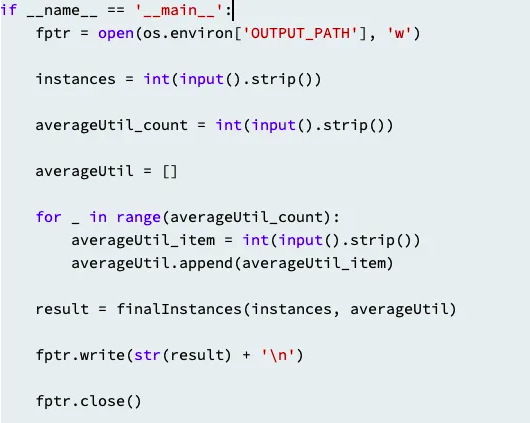 if __name__ == '__main__':
    fptr = open(os.environ['OUTPUT_PATH'], 'w')

    instances = int(input().strip())

    averageUtil_count = int(input().strip())

    averageUtil = []

    for _ in range(averageUtil_count):
        averageUtil_item = int(input().strip())
        averageUtil.append(averageUtil_item)

    result = finalInstances(instances, averageUtil)

    fptr.write(str(result) + '\n')

    fptr.close()